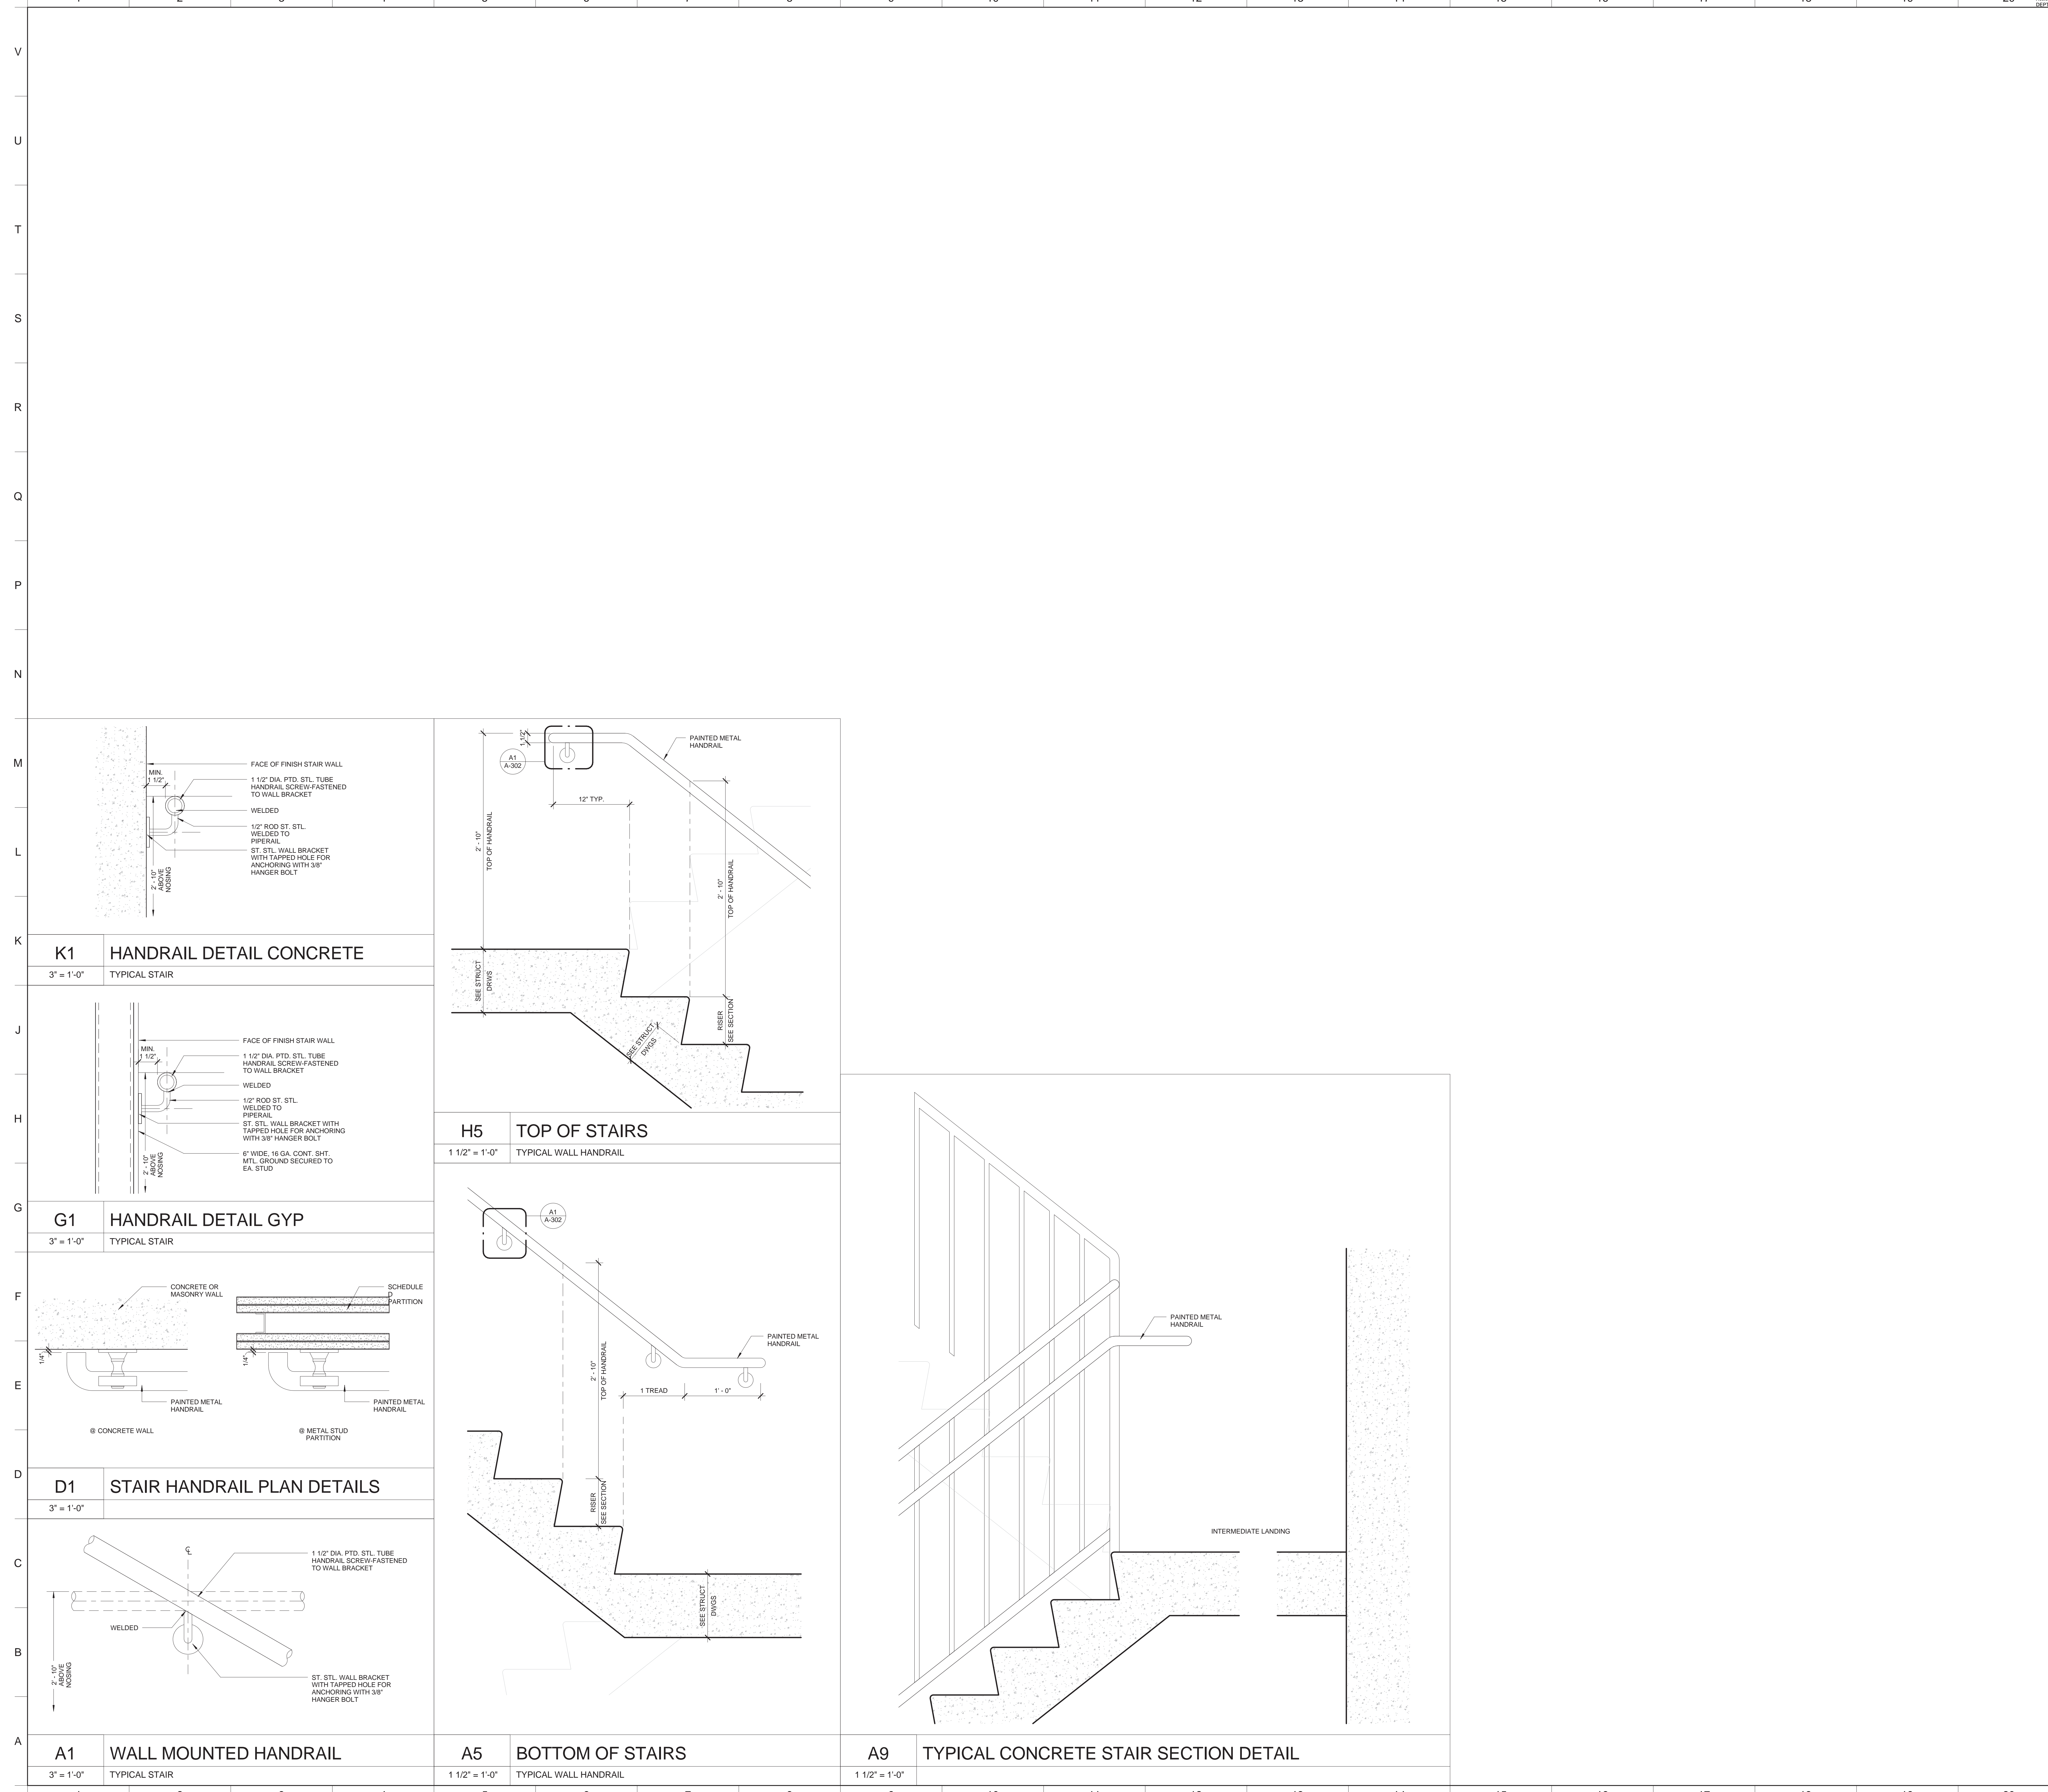 DEPT
V
U
T
S
R
Q
P
N
M
L
K
J
H
G
F
E
D
C
B
A
MIN.
1 1/2"
2' - 10"
ABOVE
NOSING
FACE OF FINISH STAIR WALL
1 1/2" DIA. PTD. STL. TUBE
HANDRAIL SCREW-FASTENED
TO WALL BRACKET
WELDED
1/2" ROD ST. STL.
WELDED TO
PIPERAIL
ST. STL. WALL BRACKET
WITH TAPPED HOLE FOR
ANCHORING WITH 3/8"
HANGER BOLT
K1
HANDRAIL DETAIL CONCRETE
3" = 1'-0"
TYPICAL STAIR
MIN.
1 1/2"
2' - 10"
ABOVE
NOSING
FACE OF FINISH STAIR WALL
1 1/2" DIA. PTD. STL. TUBE
HANDRAIL SCREW-FASTENED
TO WALL BRACKET
WELDED
1/2" ROD ST. STL.
WELDED TO
PIPERAIL
ST. STL. WALL BRACKET WITH
TAPPED HOLE FOR ANCHORING
WITH 3/8" HANGER BOLT
6" WIDE, 16 GA. CONT. SHT.
MTL. GROUND SECURED TO
EA. STUD
G1
HANDRAIL DETAIL GYP
3" = 1'-0"
TYPICAL STAIR
CONCRETE OR
MASONRY WALL
1/4"
PAINTED METAL
HANDRAIL
@ CONCRETE WALL
SCHEDULE
D
PARTITION
1/4"
PAINTED METAL
HANDRAIL
@ METAL STUD
PARTITION
D1
STAIR HANDRAIL PLAN DETAILS
3" = 1'-0"
1 1/2" DIA. PTD. STL. TUBE
HANDRAIL SCREW-FASTENED
TO WALL BRACKET
WELDED
2' - 10"
ABOVE
NOSING
ST. STL. WALL BRACKET
WITH TAPPED HOLE FOR
ANCHORING WITH 3/8"
HANGER BOLT
A1
WALL MOUNTED HANDRAIL
3" = 1'-0"
TYPICAL STAIR
1 1/2"
A1
A-302
PAINTED METAL
HANDRAIL
12" TYP.
2' - 10"
TOP OF HANDRAIL
2' - 10"
TOP OF HANDRAIL
SEE STRUCT
DRWS
SEE STRUCT
DWGS
RISER
SEE SECTION
H5
TOP OF STAIRS
1 1/2" = 1'-0"
TYPICAL WALL HANDRAIL
A1
A-302
PAINTED METAL
HANDRAIL
2' - 10"
TOP OF HANDRAIL
1 TREAD
1' - 0"
RISER
SEE SECTION
SEE STRUCT
DWGS
A5
BOTTOM OF STAIRS
1 1/2" = 1'-0"
TYPICAL WALL HANDRAIL
PAINTED METAL
HANDRAIL
INTERMEDIATE LANDING
A9
TYPICAL CONCRETE STAIR SECTION DETAIL
1 1/2" = 1'-0"